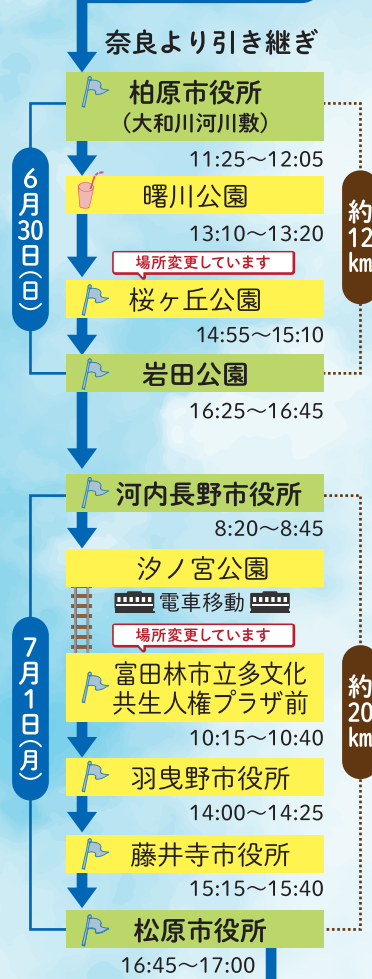 奈良より引き継ぎ
柏原市役所
（大和川河川敷）
11:25〜12:05
曙川公園
13:10〜13:20
場所変更しています
桜ヶ丘公園
14:55〜15:10
岩田公園
16:25〜16:45
6月30日（日）
約12km
河内長野市役所
8:20〜8:45
汐ノ宮公園
電車移動
場所変更しています
富田林市立多文化
共生人権プラザ前
10:15〜10:40
羽曳野市役所
14:00〜14:25
藤井寺市役所
15:15〜15:40
松原市役所
16:45〜17:00
7月1日（月）
約20km